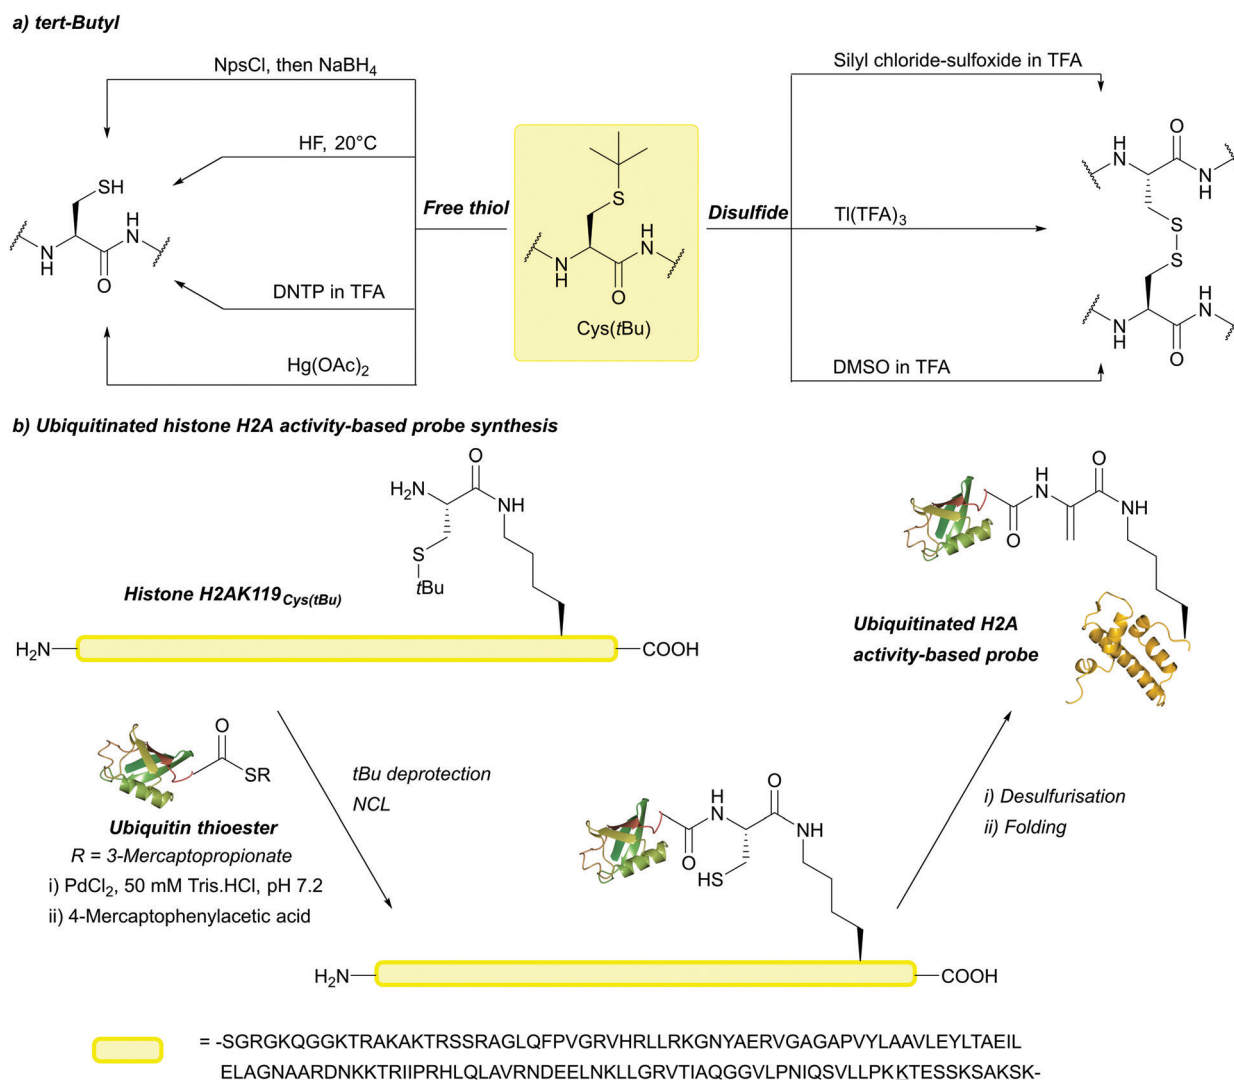 a) tert-Butyl
NpsCl, then NaBH4
HF, 20°C
DNTP in TFA
Hg(OAc)2
SH
H
N
N
H
O
Free thiol
S
H
N
N
H
O
Cys(tBu)
Disulfide
Silyl chloride-sulfoxide in TFA
Tl(TFA)3
DMSO in TFA
H
N
O
N
H
S
S
H
N
N
H
O
b) Ubiquitinated histone H2A activity-based probe synthesis
O
H2N
NH
S
tBu
Histone H2AK119Cys(tBu)
H2N
COOH
O
H
N
NH
O
Ubiquitinated H2A
activity-based probe
O
SR
Ubiquitin thioester
R = 3-Mercaptopropionate
i) PdCl2, 50 mM Tris.HCl, pH 7.2
ii) 4-Mercaptophenylacetic acid
tBu deprotection
NCL
O
H
N
NH
O
HS
i) Desulfurisation
ii) Folding
H2N
COOH
= -SGRGKQGGKTRAKAKTRSSRAGLQFPVGRVHRLLRKGNYAERVGAGAPVYLAAVLEYLTAEIL
ELAGNAARDNKKTRIIPRHLQLAVRNDEELNKLLGRVTIAQGGVLPNIQSVLLPKKTESSKSAKSK-